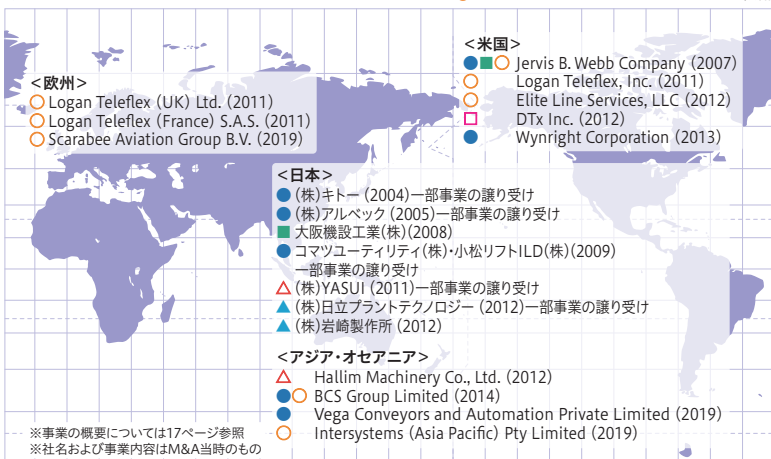 <米国>
Jervis B. Webb Company (2007)
Logan Teleflex, Inc. (2011)
Elite Line Services, LLC (2012)
DTx Inc. (2012)
Wynright Corporation (2013)
<欧州>
Logan Teleflex (UK) Ltd. (2011)
Logan Teleflex (France) S.A.S. (2011)
Scarabee Aviation Group B.V. (2019)
<日本>
(株)キトー (2004)一部事業の譲り受け
(株)アルベック (2005)一部事業の譲り受け
大阪機設工業(株)(2008)
コマツユーティリティ(株)・小松リフトILD(株)(2009)
一部事業の譲り受け
(株)YASUI (2011)一部事業の譲り受け
(株)日立プラントテクノロジー (2012)一部事業の譲り受け
(株)岩崎製作所 (2012)
<アジア・オセアニア>
Hallim Machinery Co., Ltd. (2012)
BCS Group Limited (2014)
Vega Conveyors and Automation Private Limited (2019)
Intersystems (Asia Pacific) Pty Limited (2019)
※事業の概要については17ページ参照
※社名および事業内容はM&A当時のもの